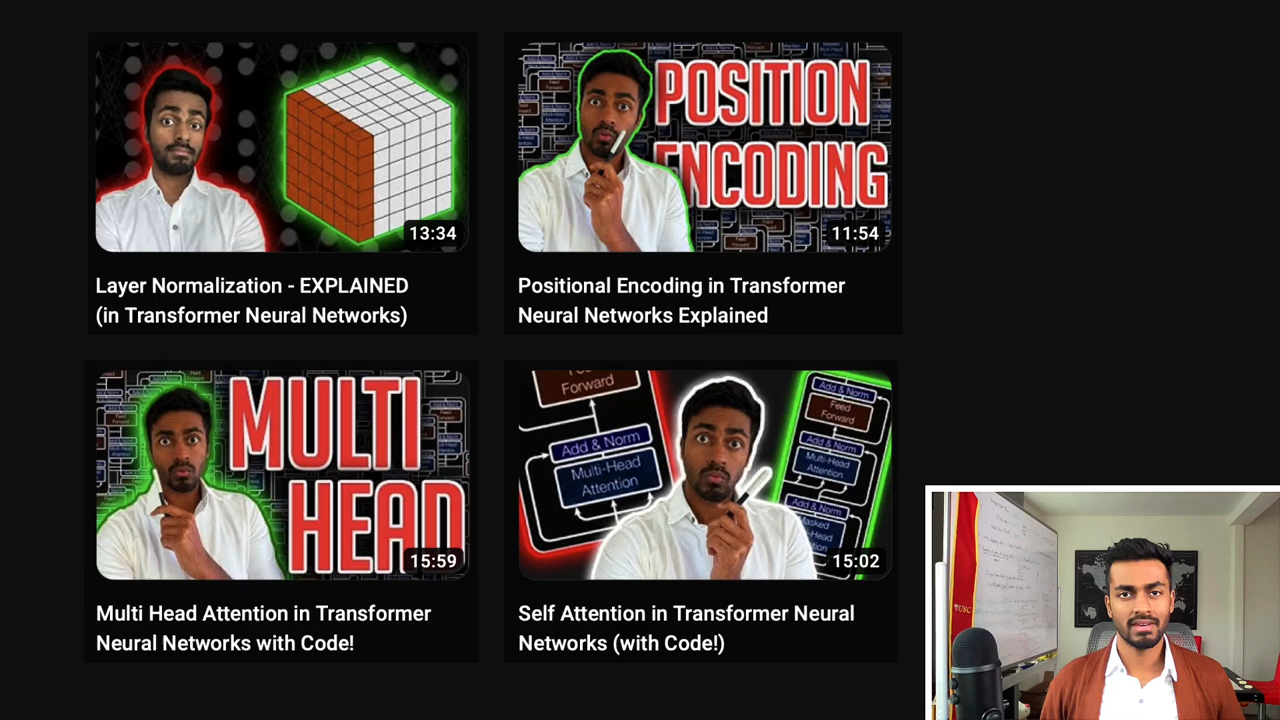 13:34
Layer Normalization - EXPLAINED
(in Transformer Neural Networks)
POSITION
ENCODING
11:54
Positional Encoding in Transformer
Neural Networks Explained
MULTI
HEAD
15:59
Multi Head Attention in Transformer
Neural Networks with Code!
Forward
Add & Norm
Multi-Head
Attention
Add & Norm
Feed
Forward
Add & Norm
Multi-Head
Attention
Add & Norm
Masked
15:02
Self Attention in Transformer Neural
Networks (with Code!)
USC